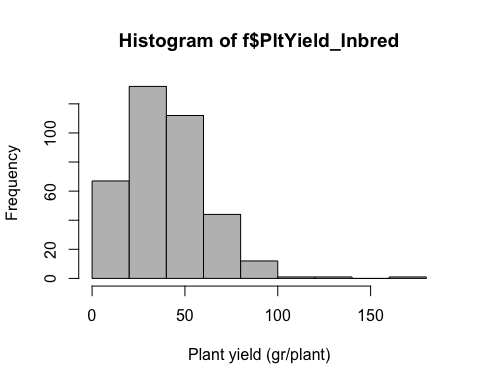 Histogram of f$PltYield_Inbred
Frequency
100
60
20
0
0 50 100 150
Plant yield (gr/plant)